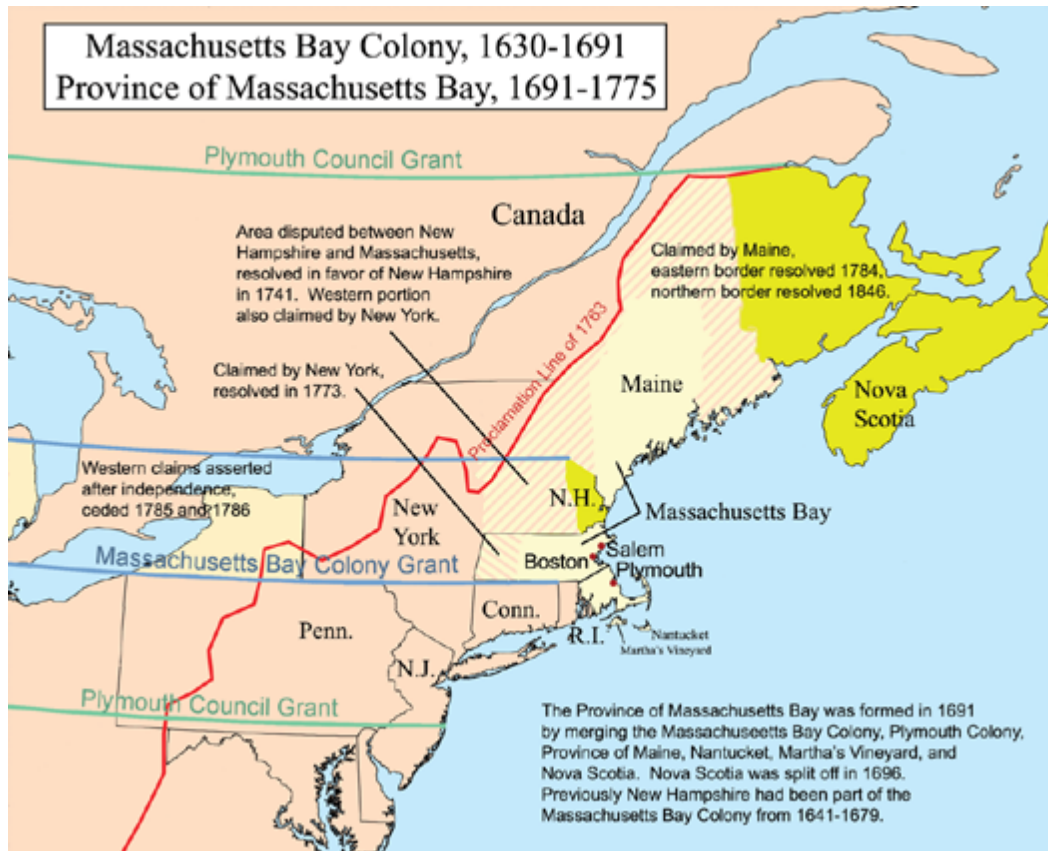 Massachusetts Bay Colony, 1630-1691
Province of Massachusetts Bay, 1691-1775
Plymouth Council Grant
Canada
Area disputed between New
Hampshire and Massachusetts,
resolved in favor of New Hampshire
in 1741. Western portion
also claimed by New York.
Claimed by Maine,
eastern border resolved 1784,
northern border resolved 1846.
Proclamation Line of 1763
Claimed by New York,
resolved in 1773.
Maine
Nova
Scotia
Western claims asserted
after independence,
ceded 1785 and 1786
New
York
N.H.
Massachusetts Bay
Massachusetts Bay Colony Grant
Boston
Salem
Plymouth
Conn.
R.I.
Nantucket
Martha's Vineyard
Penn.
N.J.
Plymouth Council Grant
The Province of Massachusetts Bay was formed in 1691
by merging the Massachuseetts Bay Colony, Plymouth Colony,
Province of Maine, Nantucket, Martha's Vineyard, and
Nova Scotia. Nova Scotia was split off in 1696.
Previously New Hampshire had been part of the
Massachusetts Bay Colony from 1641-1679.